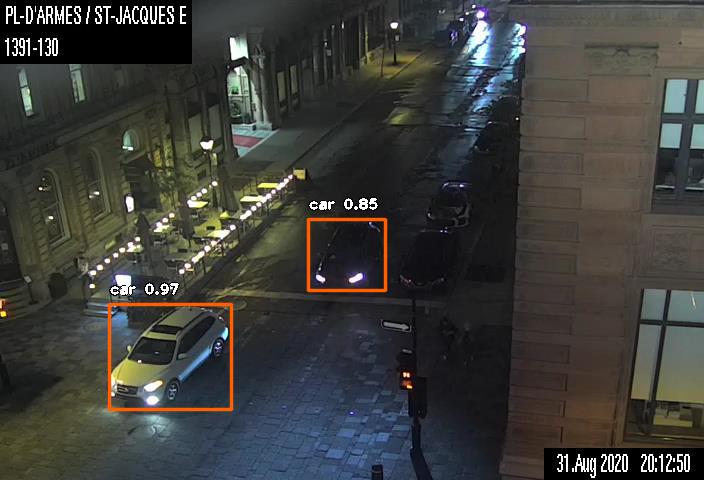 PL-D'ARMES / ST-JACQUES E
1391-130
car 0.85
car 0.97
31.Aug 2020 20:12:50